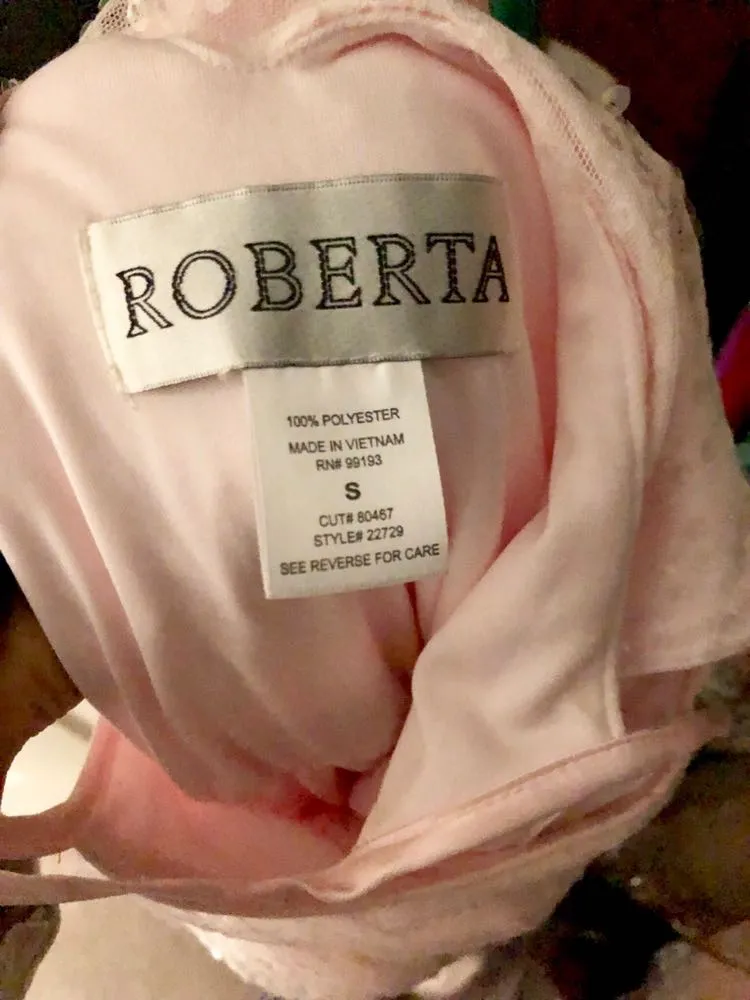 ROBERTA
100% POLYESTER
MADE IN VIETNAM
RN# 99193
S
CUT# 80467
STYLE# 22729
SEE REVERSE FOR CARE